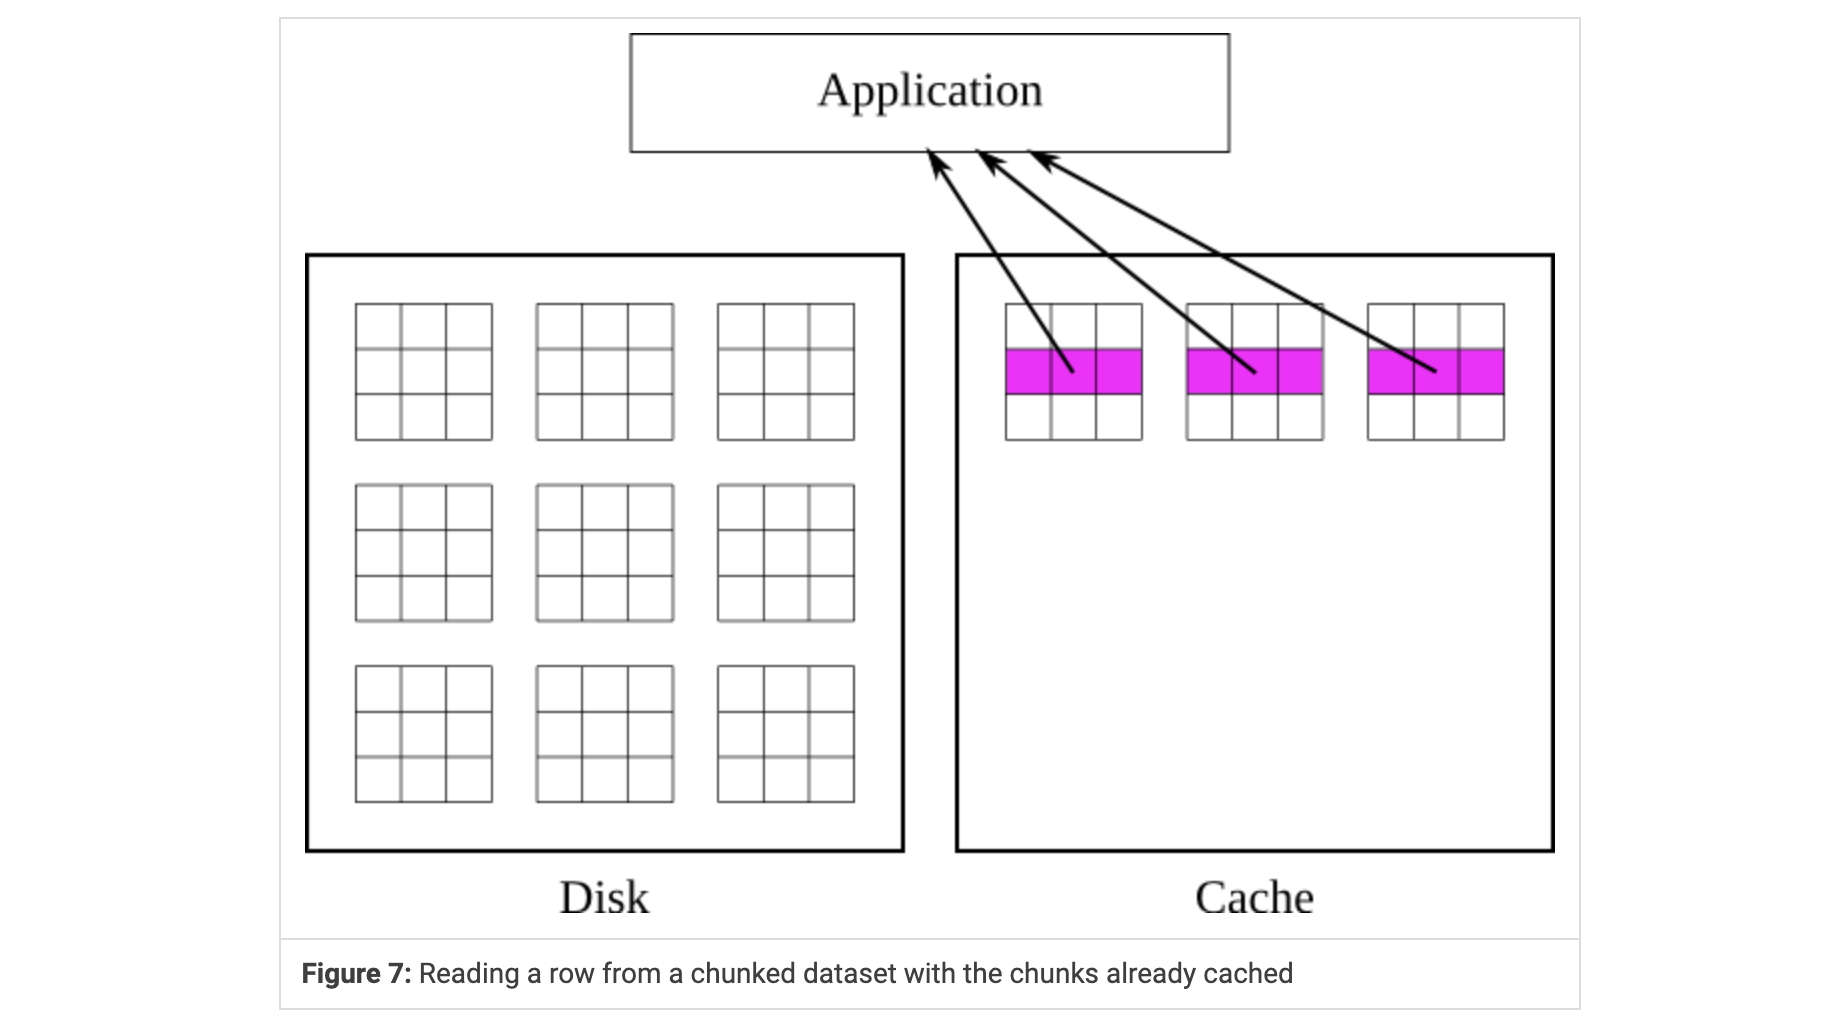 Application
Disk
Cache
Figure 7: Reading a row from a chunked dataset with the chunks already cached